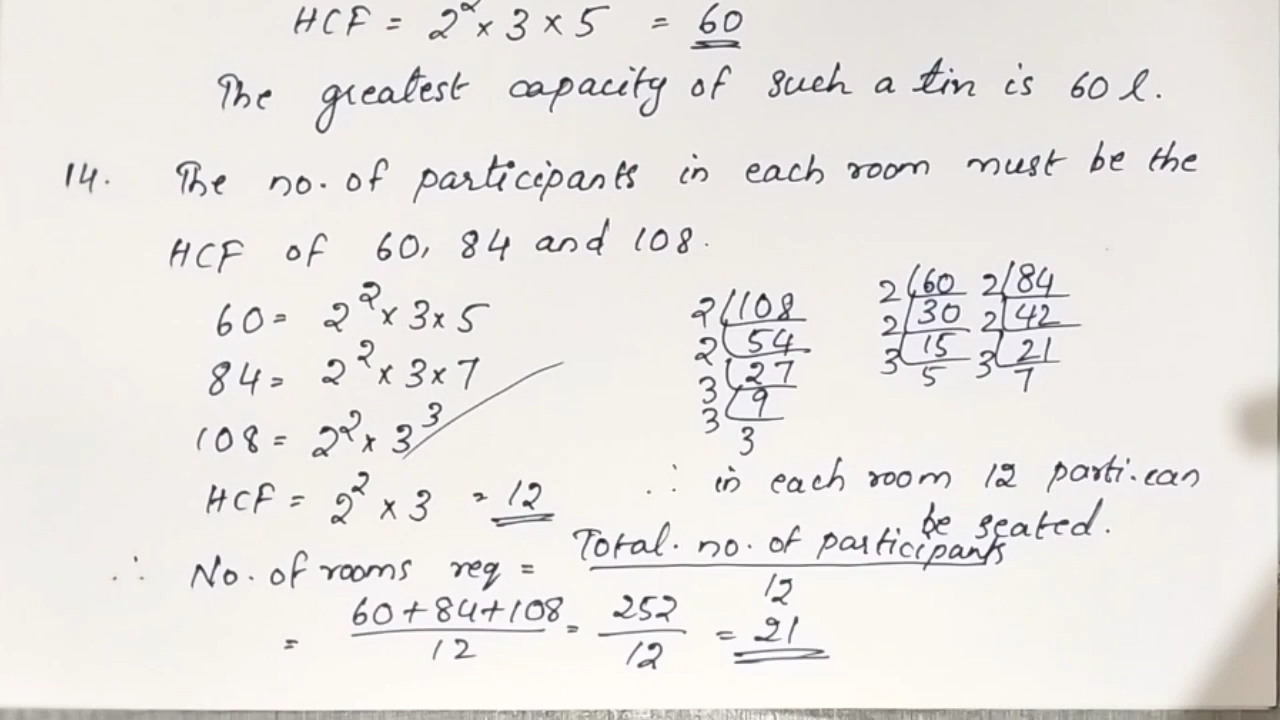 HCF = 2² × 3 × 5 = 60
The greatest capacity of such a tin is 60 l.
14. The no. of participants in each room must be the
HCF of 60, 84 and 108.
60 = 2² × 3 × 5
84 = 2² × 3 × 7
108 = 2² × 3³
HCF = 2² × 3 = 12
2 108
2 54
3 27
3 9
3
2 60
2 30
3 15
5
2 84
2 42
3 21
7
∴ in each room 12 parti. can
be seated.
∴ No. of rooms req = Total. no. of participants / 12
= 60+84+108 / 12 = 252 / 12 = 21